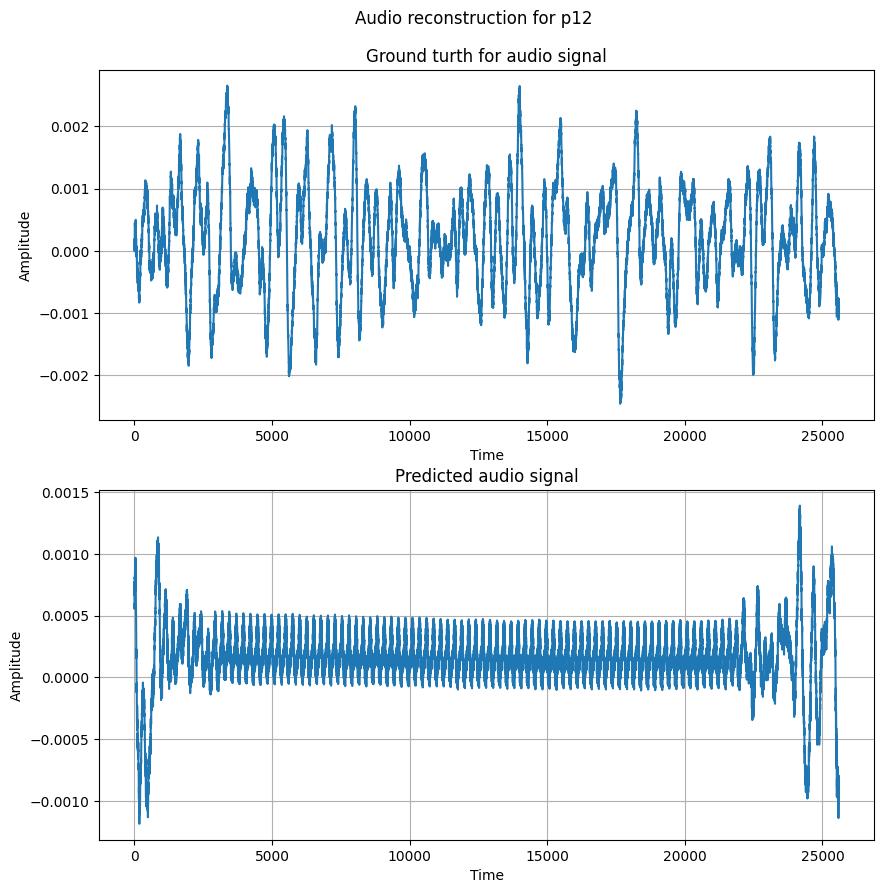 Audio reconstruction for p12
Ground turth for audio signal
0.002
0.001
0.000
−0.001
−0.002
Amplitude
0 5000 10000 15000 20000 25000
Time
Predicted audio signal
0.0015
0.0010
0.0005
0.0000
−0.0005
−0.0010
Amplitude
0 5000 10000 15000 20000 25000
Time